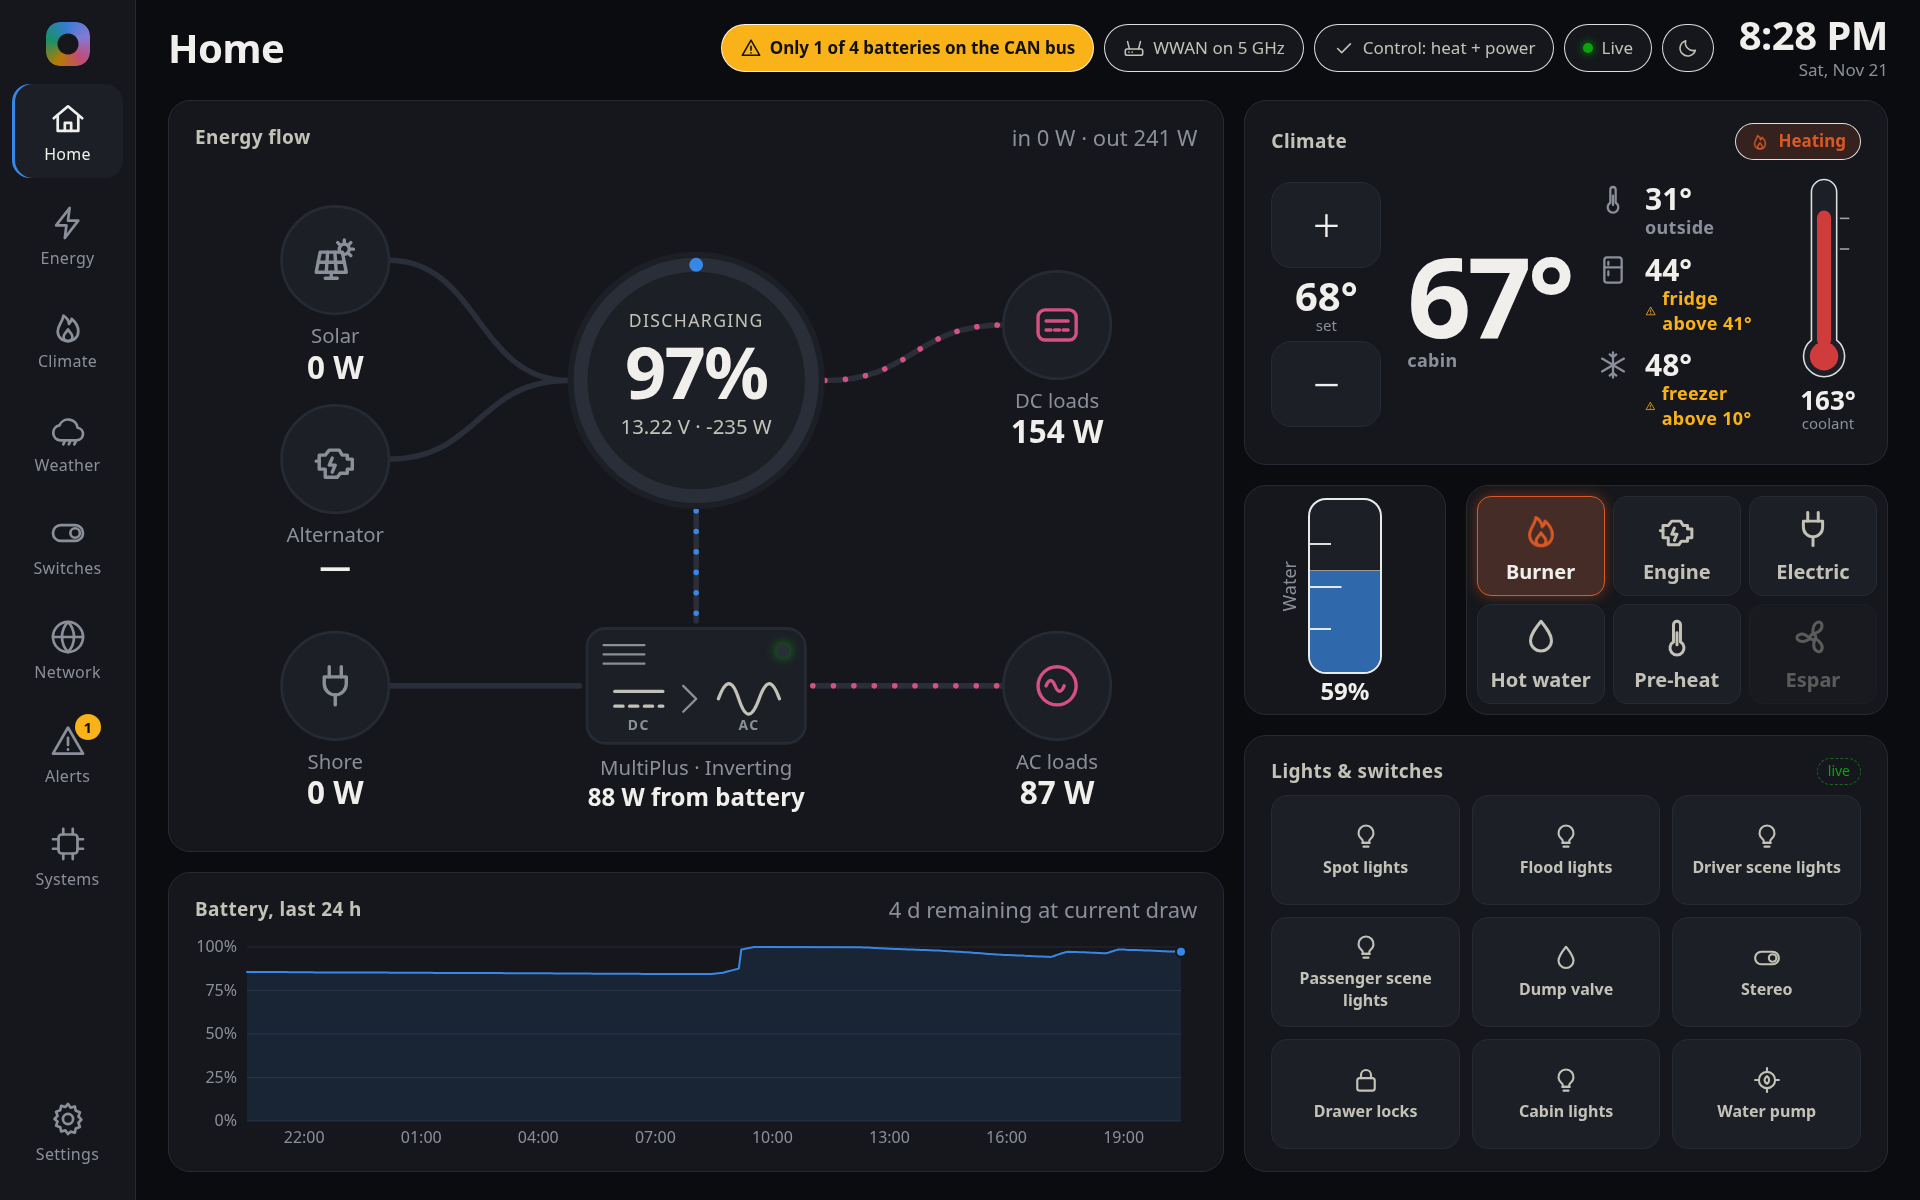 Home
Only 1 of 4 batteries on the CAN bus
WWAN on 5 GHz
Control: heat + power
Live
8:28 PM
Sat, Nov 21
Home
Energy
Climate
Weather
Switches
Network
1
Alerts
Systems
Settings
Energy flow
in 0 W · out 241 W
Solar
0 W
Alternator
—
Shore
0 W
DISCHARGING
97%
13.22 V · -235 W
DC loads
154 W
DC
AC
MultiPlus · Inverting
88 W from battery
AC loads
87 W
Battery, last 24 h
4 d remaining at current draw
100%
75%
50%
25%
0%
22:00
01:00
04:00
07:00
10:00
13:00
16:00
19:00
Climate
Heating
+
68°
set
−
67°
cabin
31°
outside
44°
fridge
above 41°
48°
freezer
above 10°
163°
coolant
Water
59%
Burner
Engine
Electric
Hot water
Pre-heat
Espar
Lights & switches
live
Spot lights
Flood lights
Driver scene lights
Passenger scene
lights
Dump valve
Stereo
Drawer locks
Cabin lights
Water pump